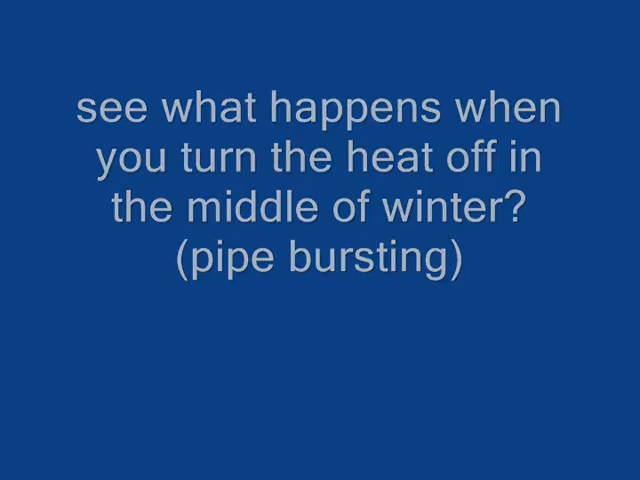 see what happens when
you turn the heat off in
the middle of winter?
(pipe bursting)